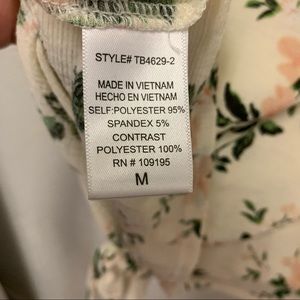 STYLE# TB4629-2
MADE IN VIETNAM
HECHO EN VIETNAM
SELF:POLYESTER 95%
SPANDEX 5%
CONTRAST
POLYESTER 100%
RN # 109195
M